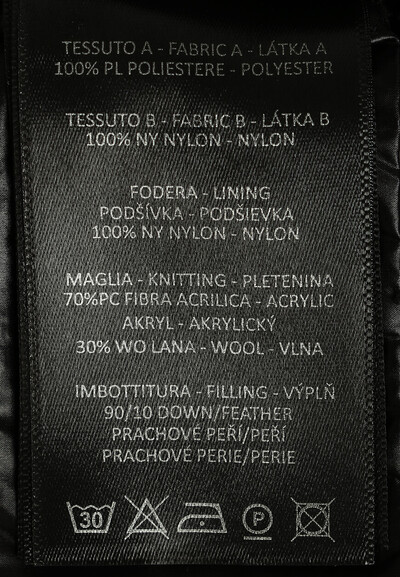 TESSUTO A - FABRIC A - LÁTKA A
100% PL POLIESTERE - POLYESTER
TESSUTO B - FABRIC B - LÁTKA B
100% NY NYLON - NYLON
FODERA - LINING
PODŠÍVKA - PODŠIEVKA
100% NY NYLON - NYLON
MAGLIA - KNITTING - PLETENINA
70%PC FIBRA ACRILICA - ACRYLIC
AKRYL - AKRYLICKÝ
30% WO LANA - WOOL - VLNA
IMBOTTITURA - FILLING - VÝPLŇ
90/10 DOWN/FEATHER
PRACHOVÉ PEŘÍ/PEŘÍ
PRACHOVÉ PERIE/PERIE
30 P